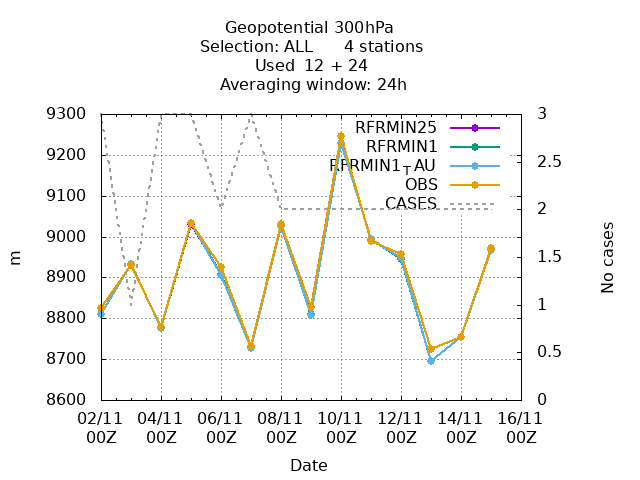 Geopotential 300hPa
Selection: ALL 4 stations
Used 12 + 24
Averaging window: 24h
9300
9200
9100
9000
8900
8800
8700
8600
m
RFRMIN25
RFRMIN1
RFRMIN1TAU
OBS
CASES
3
2.5
2
1.5
1
0.5
0
No cases
02/11 04/11 06/11 08/11 10/11 12/11 14/11 16/11
00Z 00Z 00Z 00Z 00Z 00Z 00Z 00Z
Date